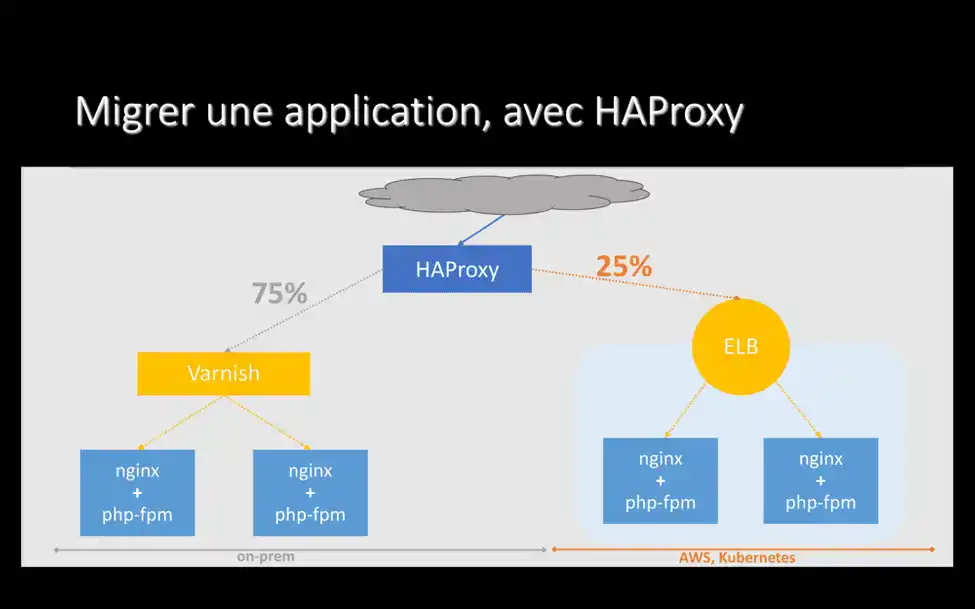 Migrer une application, avec HAProxy
HAProxy
75%
25%
Varnish
ELB
nginx
+
php-fpm
nginx
+
php-fpm
nginx
+
php-fpm
nginx
+
php-fpm
on-prem
AWS, Kubernetes